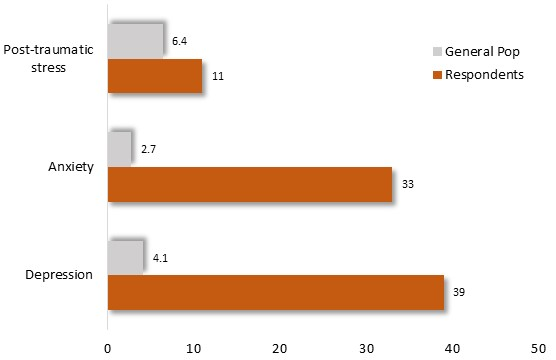 Post-traumatic
stress
6.4
11
General Pop
Respondents
Anxiety
2.7
33
Depression
4.1
39
0 10 20 30 40 50